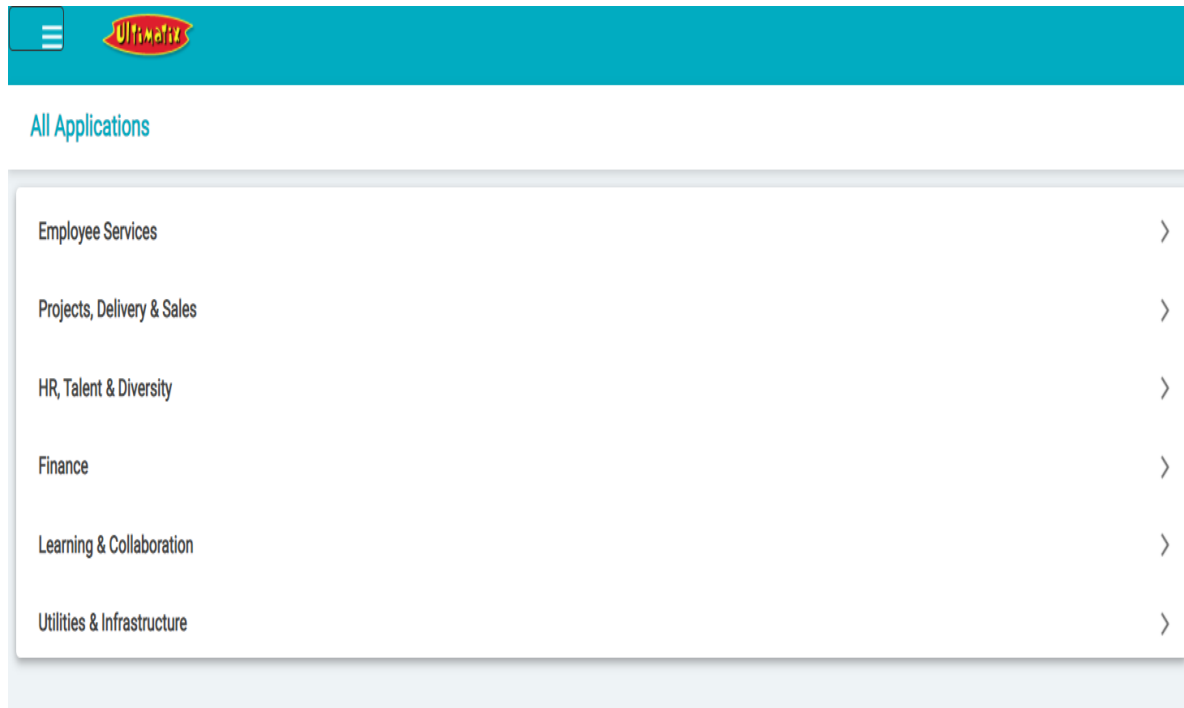 Ultimatix
All Applications
Employee Services
Projects, Delivery & Sales
HR, Talent & Diversity
Finance
Learning & Collaboration
Utilities & Infrastructure